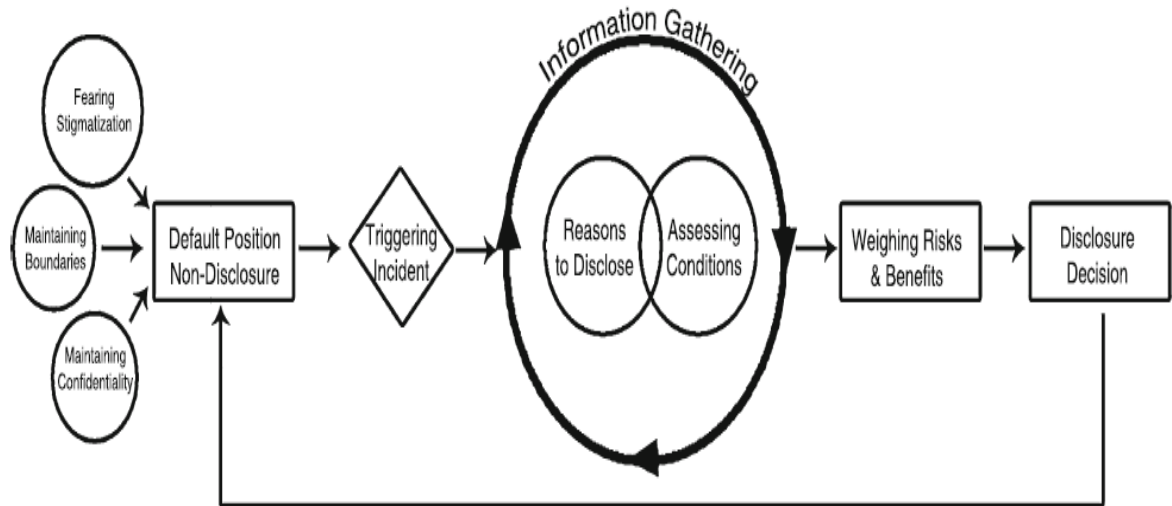 Information Gathering
Fearing
Stigmatization
Maintaining
Boundaries
Maintaining
Confidentiality
Default Position
Non-Disclosure
Triggering
Incident
Reasons
to Disclose
Assessing
Conditions
Weighing Risks
& Benefits
Disclosure
Decision